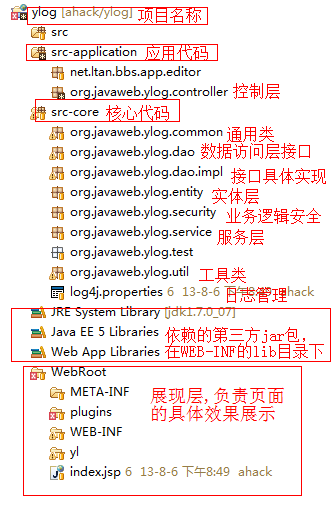 ylog [ahack/ylog] 项目名称
src
src-application 应用代码
net.ltan.bbs.app.editor
org.javaweb.ylog.controller 控制层
src-core 核心代码
org.javaweb.ylog.common 通用类
org.javaweb.ylog.dao 数据访问层接口
org.javaweb.ylog.dao.impl 接口具体实现
org.javaweb.ylog.entity 实体层
org.javaweb.ylog.security 业务逻辑安全
org.javaweb.ylog.service 服务层
org.javaweb.ylog.test
org.javaweb.ylog.util 工具类
log4j.properties 6 13-8-6 下午8:49 ahack 日志管理
JRE System Library [jdk1.7.0_07]
Java EE 5 Libraries 依赖的第三方jar包,
Web App Libraries 在WEB-INF的lib目录下
WebRoot
META-INF 展现层,负责页面
plugins 的具体效果展示
WEB-INF
yl
index.jsp 6 13-8-6 下午8:49 ahack